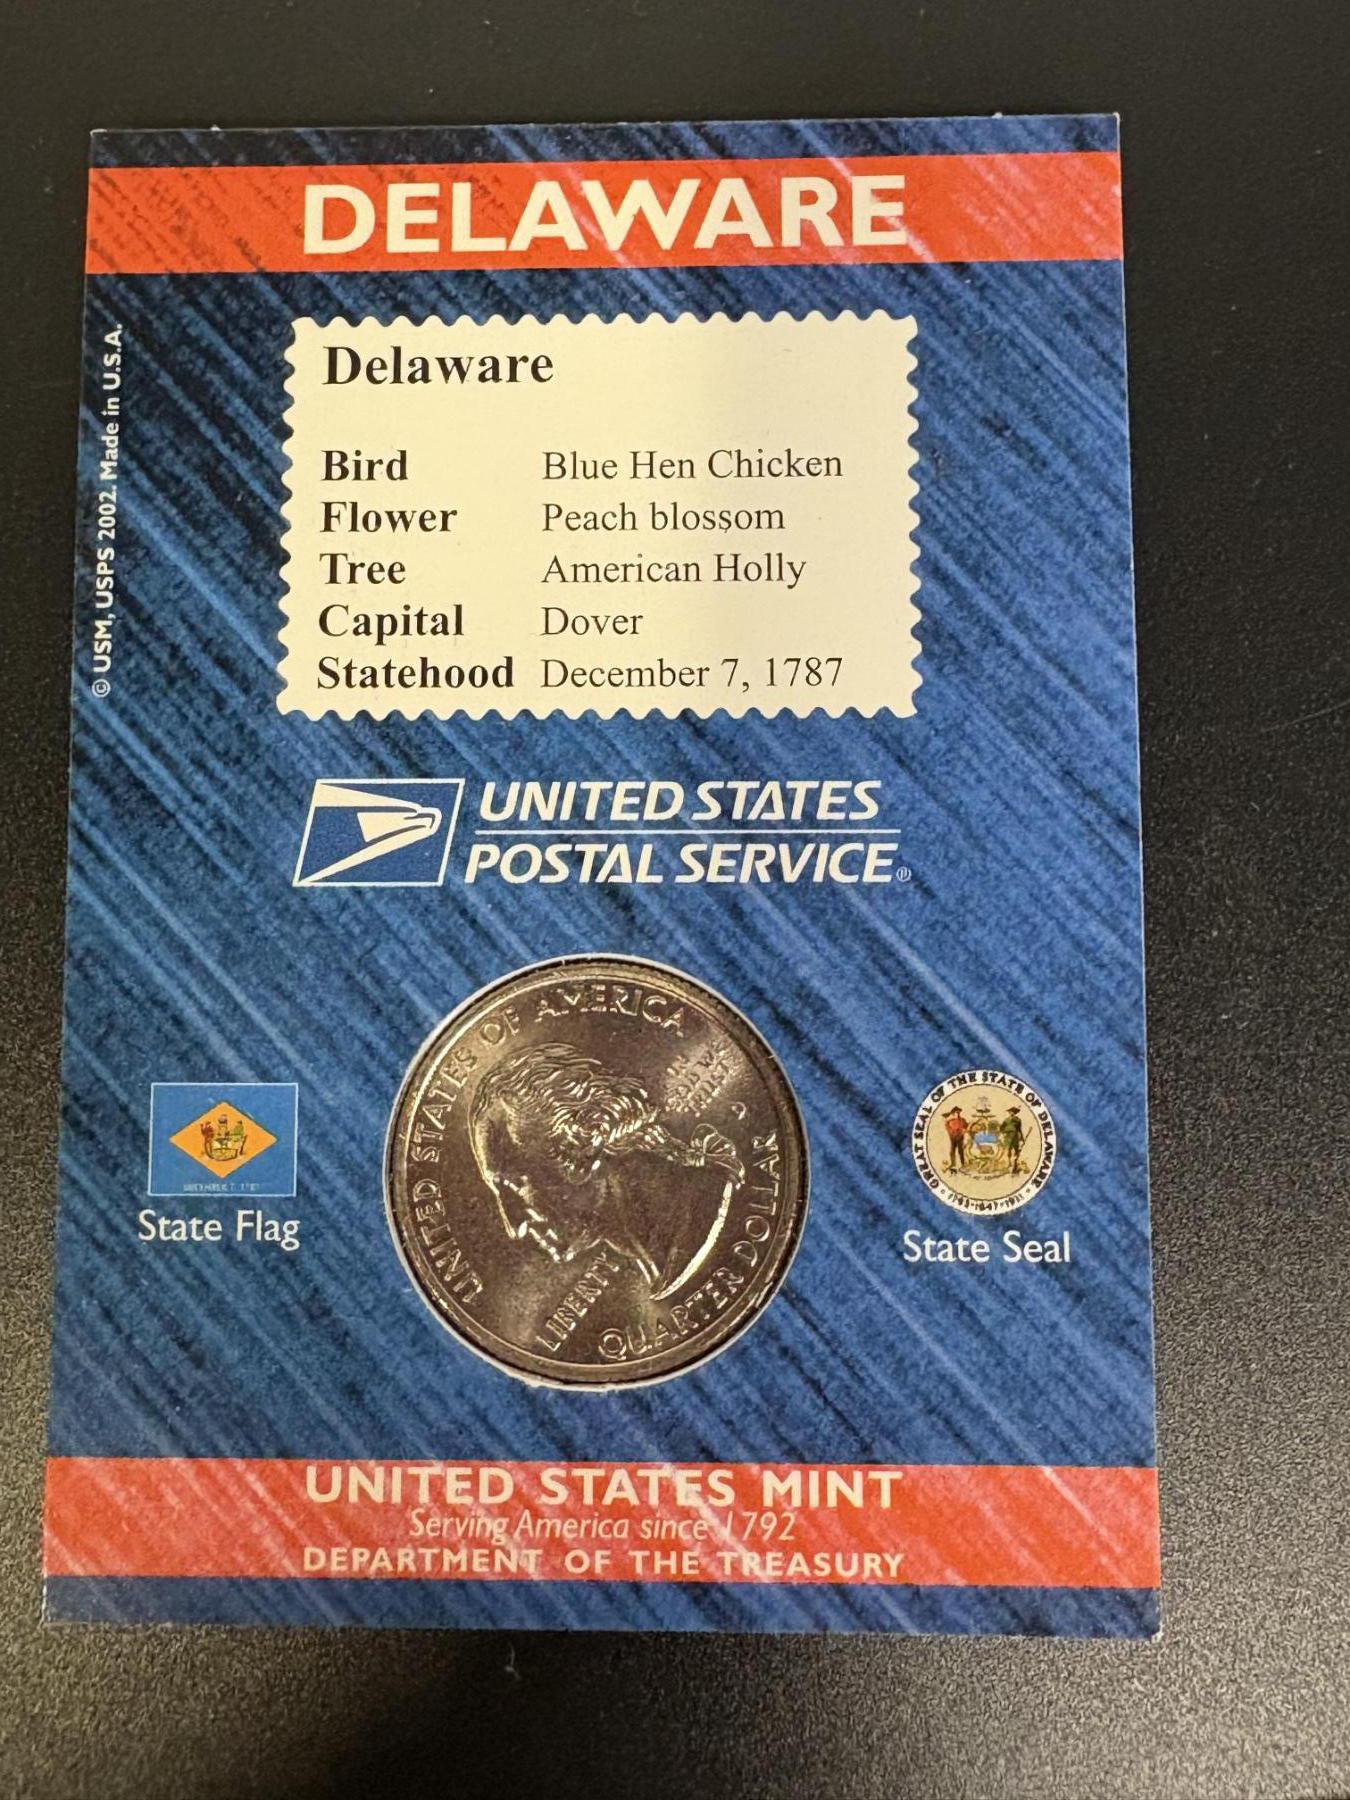 DELAWARE
© USM, USPS 2002. Made in U.S.A.
Delaware
Bird Blue Hen Chicken
Flower Peach blossom
Tree American Holly
Capital Dover
Statehood December 7, 1787
UNITED STATES
POSTAL SERVICE®
UNITED STATES OF AMERICA
IN
GOD WE
TRUST
D
LIBERTY
QUARTER DOLLAR
State Flag
GREAT SEAL OF THE STATE OF DELAWARE
State Seal
UNITED STATES MINT
Serving America since 1792
DEPARTMENT OF THE TREASURY